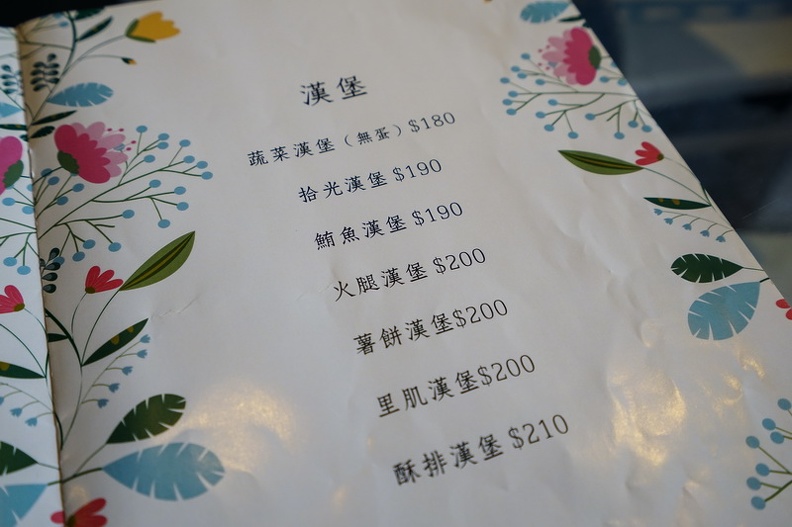 漢堡
蔬菜漢堡（無蛋）$180
拾光漢堡 $190
鮪魚漢堡 $190
火腿漢堡 $200
薯餅漢堡$200
里肌漢堡$200
酥排漢堡 $210